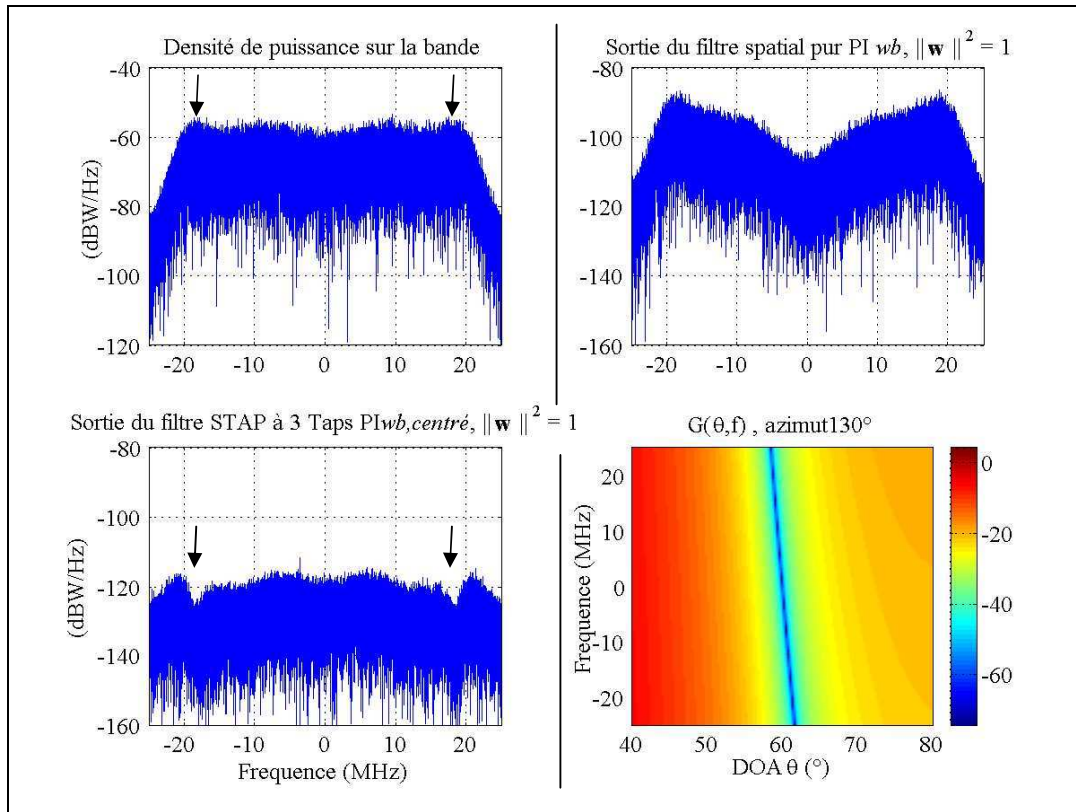 Densité de puissance sur la bande
-40
-60
-80
-100
-120
(dBW/Hz)
-20 -10 0 10 20
Sortie du filtre spatial pur PI wb, ||w||² = 1
-80
-100
-120
-140
-160
-20 -10 0 10 20
Sortie du filtre STAP à 3 Taps PIwb,centré, ||w||² = 1
-80
-100
-120
-140
-160
(dBW/Hz)
-20 -10 0 10 20
Frequence (MHz)
G(θ,f) , azimut130°
20
10
0
-10
-20
Frequence (MHz)
40 50 60 70 80
DOA θ (°)
0
-20
-40
-60